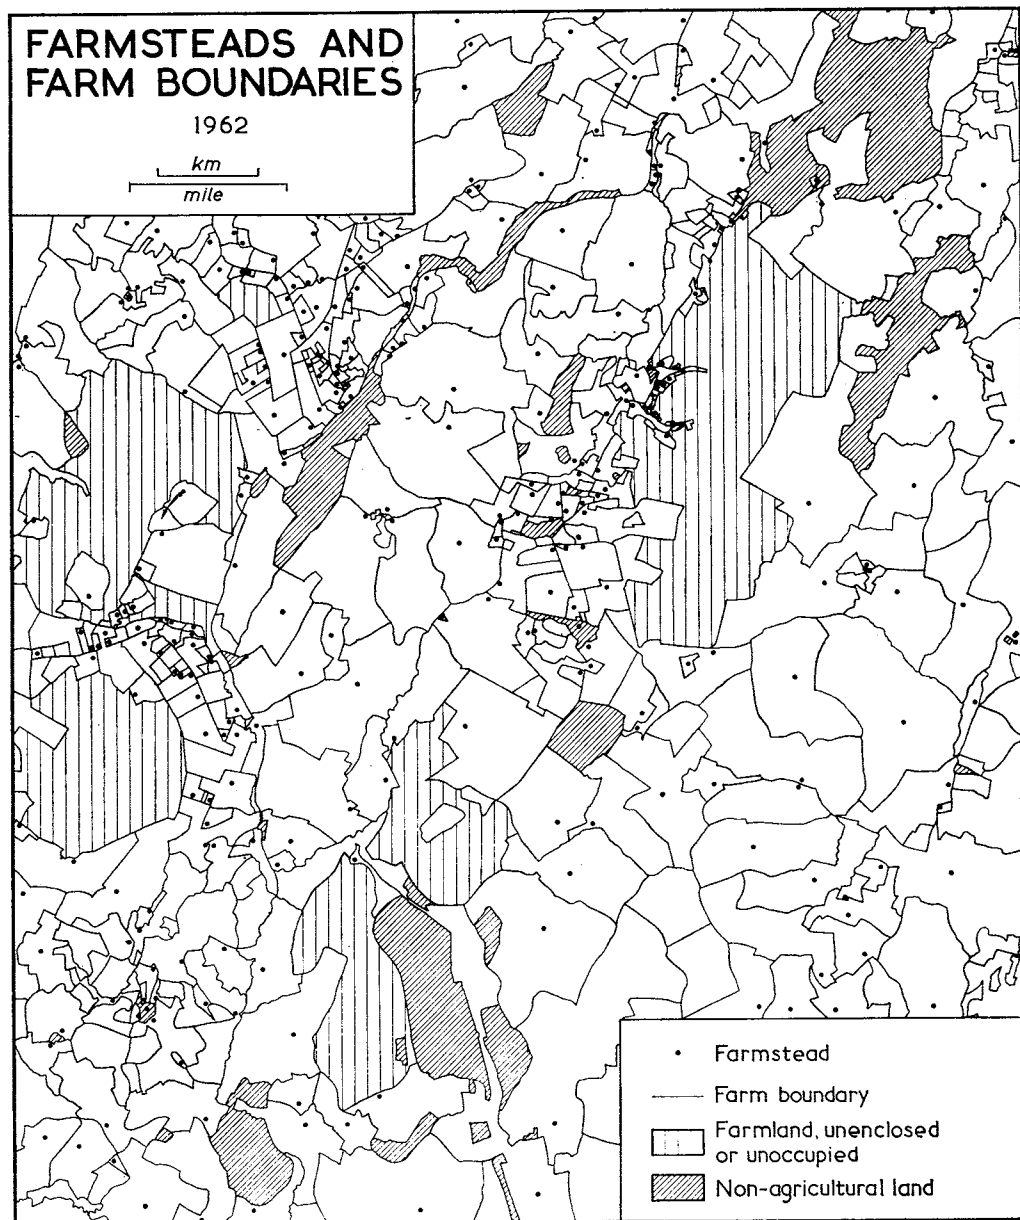 FARMSTEADS AND
FARM BOUNDARIES
1962
km
mile
Farmstead
Farm boundary
Farmland, unenclosed
or unoccupied
Non-agricultural land